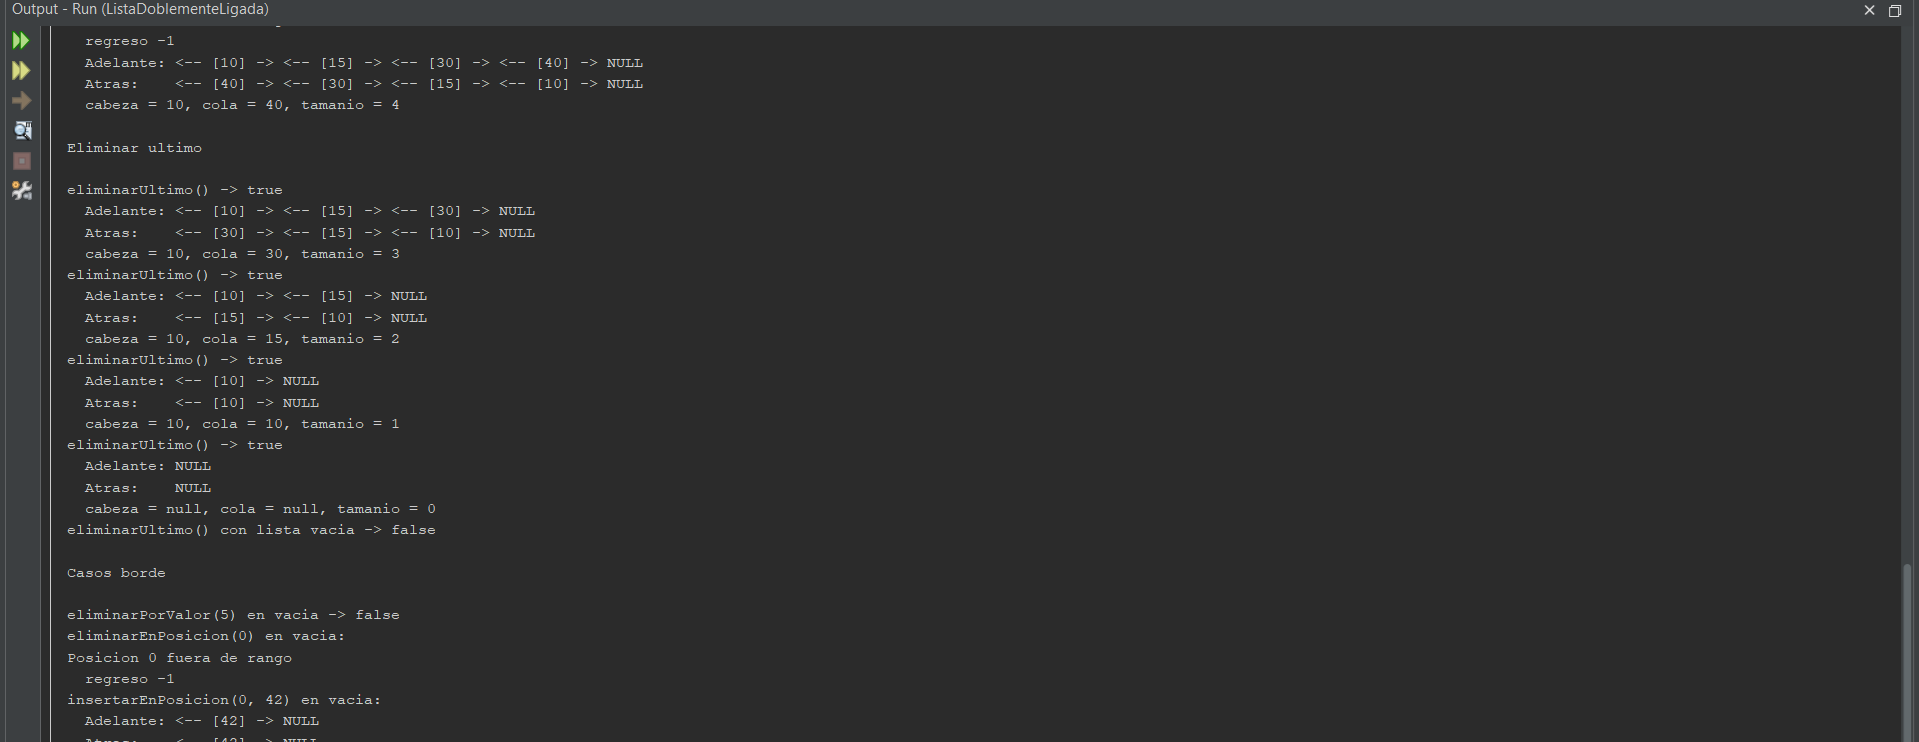 Output - Run (ListaDoblementeLigada)
regreso -1
Adelante: <-- [10] -> <-- [15] -> <-- [30] -> <-- [40] -> NULL
Atras:    <-- [40] -> <-- [30] -> <-- [15] -> <-- [10] -> NULL
cabeza = 10, cola = 40, tamanio = 4
Eliminar ultimo
eliminarUltimo() -> true
Adelante: <-- [10] -> <-- [15] -> <-- [30] -> NULL
Atras:    <-- [30] -> <-- [15] -> <-- [10] -> NULL
cabeza = 10, cola = 30, tamanio = 3
eliminarUltimo() -> true
Adelante: <-- [10] -> <-- [15] -> NULL
Atras:    <-- [15] -> <-- [10] -> NULL
cabeza = 10, cola = 15, tamanio = 2
eliminarUltimo() -> true
Adelante: <-- [10] -> NULL
Atras:    <-- [10] -> NULL
cabeza = 10, cola = 10, tamanio = 1
eliminarUltimo() -> true
Adelante: NULL
Atras:    NULL
cabeza = null, cola = null, tamanio = 0
eliminarUltimo() con lista vacia -> false
Casos borde
eliminarPorValor(5) en vacia -> false
eliminarEnPosicion(0) en vacia:
Posicion 0 fuera de rango
regreso -1
insertarEnPosicion(0, 42) en vacia:
Adelante: <-- [42] -> NULL
Atras:    <-- [42] -> NULL